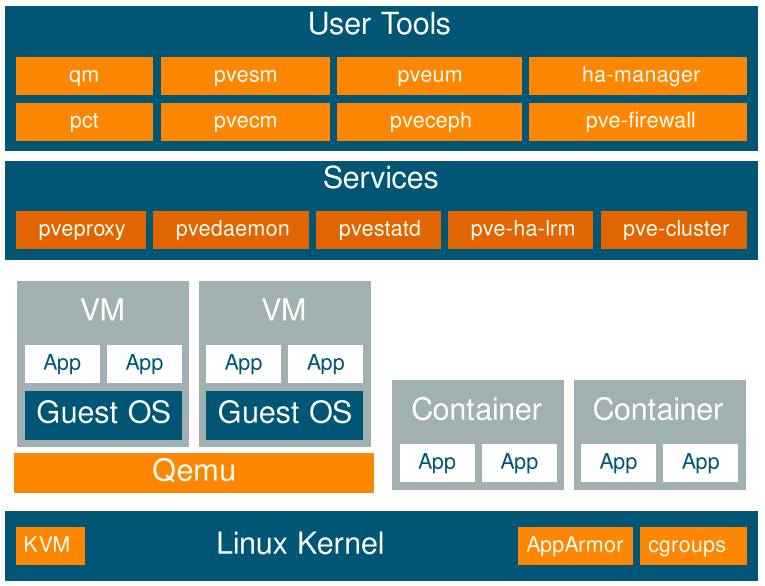 User Tools
qm pvesm pveum ha-manager
pct pvecm pveceph pve-firewall
Services
pveproxy pvedaemon pvestatd pve-ha-lrm pve-cluster
VM VM
App App App App
Guest OS Guest OS
Container Container
App App App App
Qemu
KVM Linux Kernel AppArmor cgroups